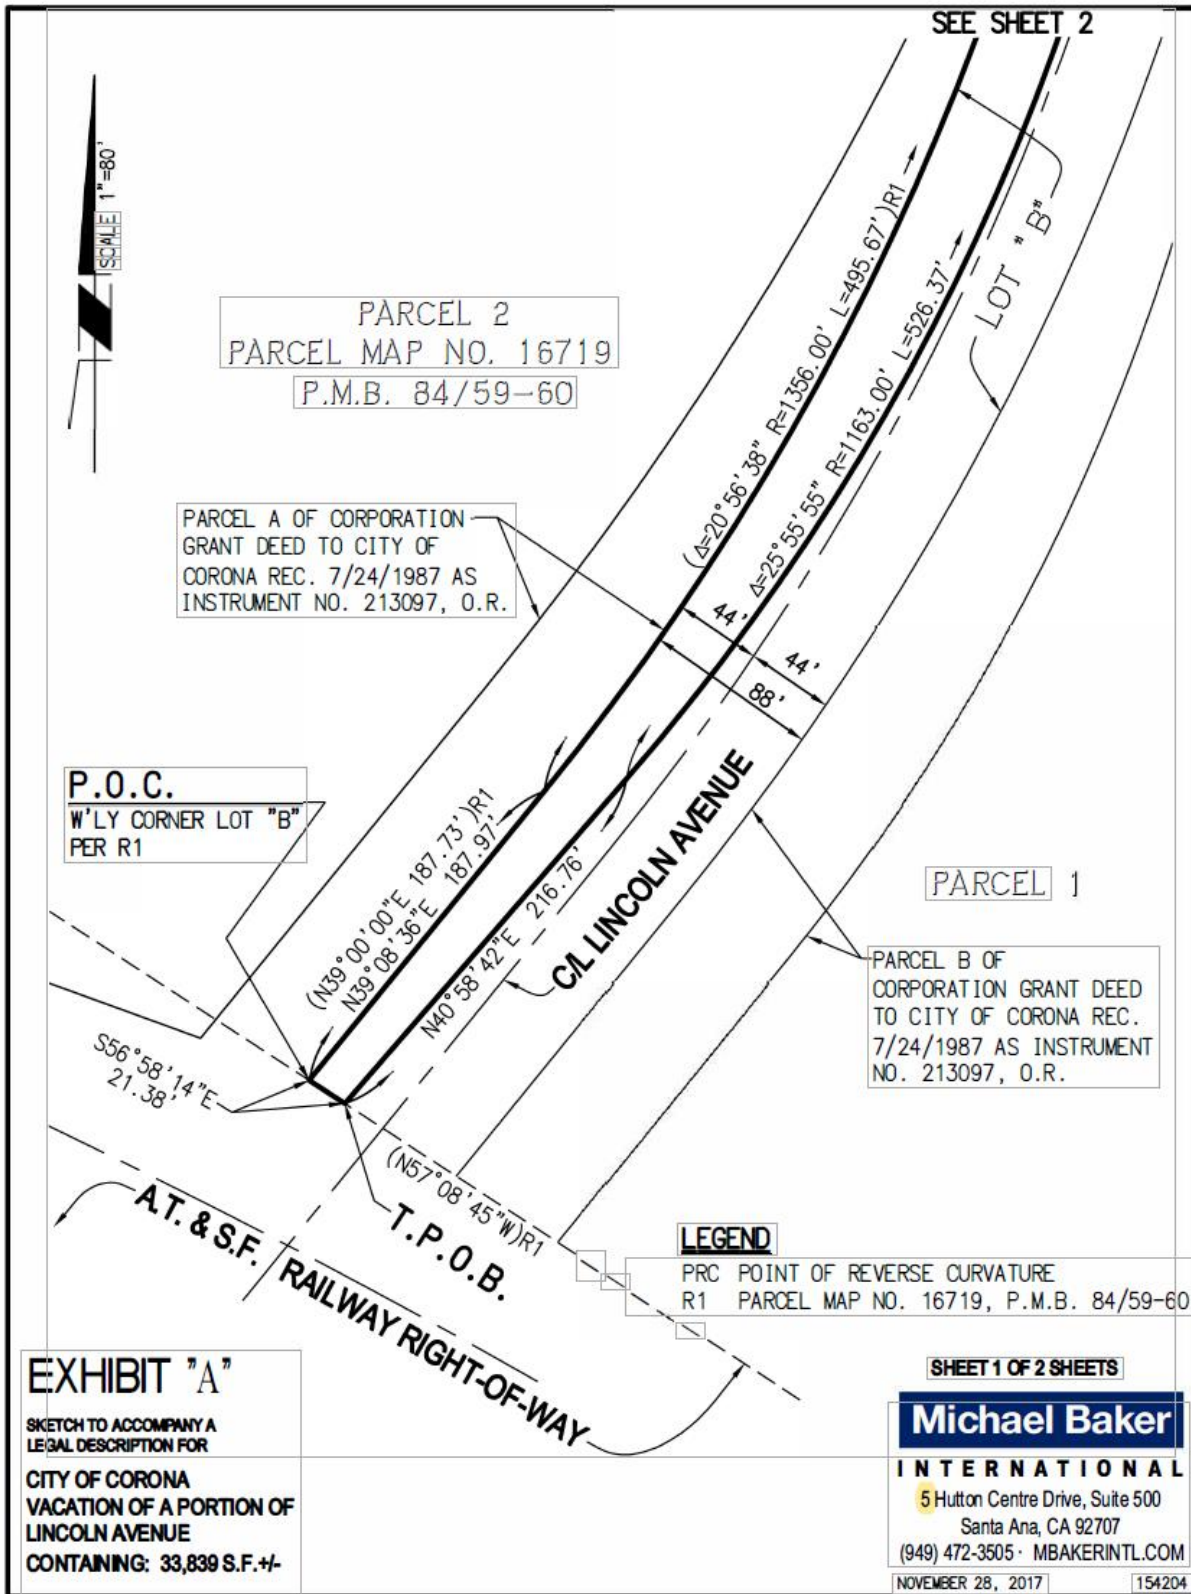 SEE SHEET 2
SCALE 1"=80'
PARCEL 2
PARCEL MAP NO. 16719
P.M.B. 84/59-60
LOT "B"
(Δ=20°56'38" R=1356.00' L=495.67')R1
Δ=25°55'55" R=1163.00' L=526.37'
PARCEL A OF CORPORATION
GRANT DEED TO CITY OF
CORONA REC. 7/24/1987 AS
INSTRUMENT NO. 213097, O.R.
44'
44'
88'
P.O.C.
W'LY CORNER LOT "B"
PER R1
(N39°00'00"E 187.73')R1
N39°08'36"E 187.97'
N40°58'42"E 216.76'
C/L LINCOLN AVENUE
PARCEL 1
PARCEL B OF
CORPORATION GRANT DEED
TO CITY OF CORONA REC.
7/24/1987 AS INSTRUMENT
NO. 213097, O.R.
S56°58'14"E
21.38'
(N57°08'45"W)R1
T.P.O.B.
A.T. & S.F. RAILWAY RIGHT-OF-WAY
LEGEND
PRC POINT OF REVERSE CURVATURE
R1 PARCEL MAP NO. 16719, P.M.B. 84/59-60
EXHIBIT "A"
SKETCH TO ACCOMPANY A
LEGAL DESCRIPTION FOR
CITY OF CORONA
VACATION OF A PORTION OF
LINCOLN AVENUE
CONTAINING: 33,839 S.F.+/-
SHEET 1 OF 2 SHEETS
Michael Baker
INTERNATIONAL
5 Hutton Centre Drive, Suite 500
Santa Ana, CA 92707
(949) 472-3505 · MBAKERINTL.COM
NOVEMBER 28, 2017 154204